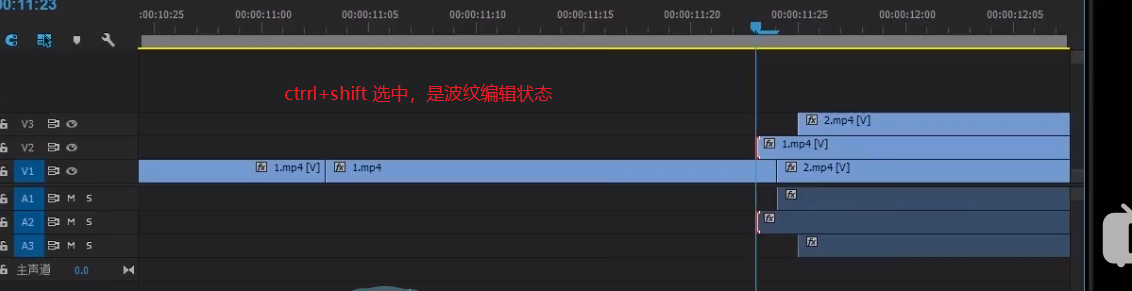 00:00:11:23
:00:00:10:25 00:00:11:00 00:00:11:05 00:00:11:10 00:00:11:15 00:00:11:20 00:00:11:25 00:00:12:00 00:00:12:05
ctrrl+shift 选中，是波纹编辑状态
V3 fx 2.mp4 [V]
V2 fx 1.mp4 [V]
V1 fx 1.mp4 [V] fx 1.mp4 fx 2.mp4 [V]
A1 M S fx
A2 M S fx
A3 M S fx
主声道 0.0